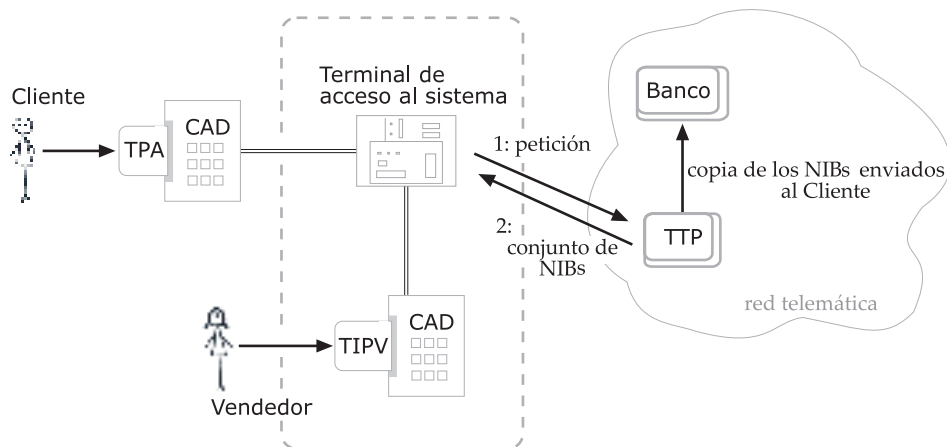 Cliente
TPA
CAD
Terminal de
acceso al sistema
1: petición
2:
conjunto de
NIBs
Banco
copia de los NIBs enviados
al Cliente
TTP
red telemática
Vendedor
TIPV
CAD